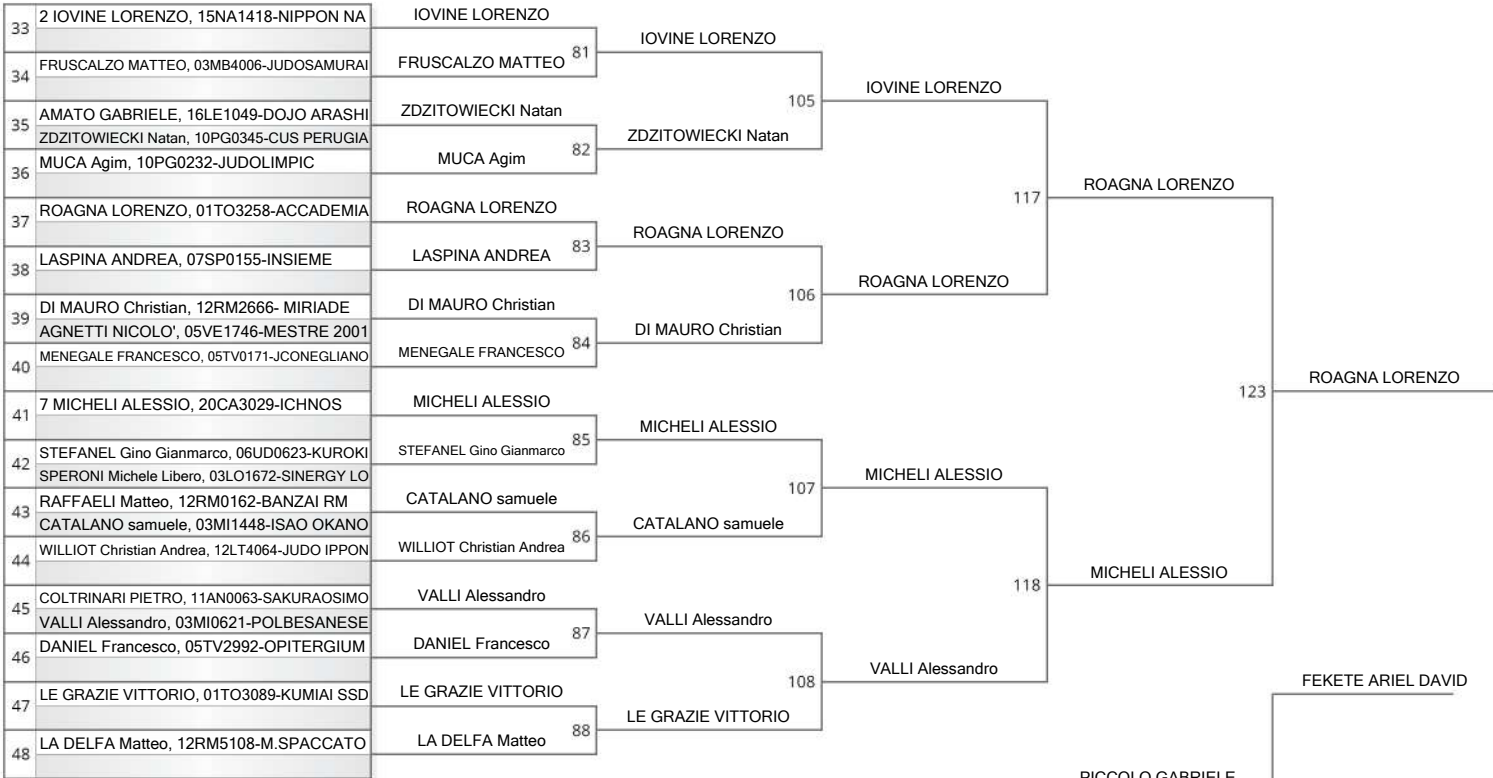 33
2 IOVINE LORENZO, 15NA1418-NIPPON NA
34
FRUSCALZO MATTEO, 03MB4006-JUDOSAMURAI
35
AMATO GABRIELE, 16LE1049-DOJO ARASHI
ZDZITOWIECKI Natan, 10PG0345-CUS PERUGIA
36
MUCA Agim, 10PG0232-JUDOLIMPIC
37
ROAGNA LORENZO, 01TO3258-ACCADEMIA
38
LASPINA ANDREA, 07SP0155-INSIEME
39
DI MAURO Christian, 12RM2666- MIRIADE
AGNETTI NICOLO', 05VE1746-MESTRE 2001
40
MENEGALE FRANCESCO, 05TV0171-JCONEGLIANO
41
7 MICHELI ALESSIO, 20CA3029-ICHNOS
42
STEFANEL Gino Gianmarco, 06UD0623-KUROKI
SPERONI Michele Libero, 03LO1672-SINERGY LO
43
RAFFAELI Matteo, 12RM0162-BANZAI RM
CATALANO samuele, 03MI1448-ISAO OKANO
44
WILLIOT Christian Andrea, 12LT4064-JUDO IPPON
45
COLTRINARI PIETRO, 11AN0063-SAKURAOSIMO
VALLI Alessandro, 03MI0621-POLBESANESE
46
DANIEL Francesco, 05TV2992-OPITERGIUM
47
LE GRAZIE VITTORIO, 01TO3089-KUMIAI SSD
48
LA DELFA Matteo, 12RM5108-M.SPACCATO
IOVINE LORENZO
81
FRUSCALZO MATTEO
ZDZITOWIECKI Natan
82
MUCA Agim
ROAGNA LORENZO
83
LASPINA ANDREA
DI MAURO Christian
84
MENEGALE FRANCESCO
MICHELI ALESSIO
85
STEFANEL Gino Gianmarco
CATALANO samuele
86
WILLIOT Christian Andrea
VALLI Alessandro
87
DANIEL Francesco
LE GRAZIE VITTORIO
88
LA DELFA Matteo
IOVINE LORENZO
105
ZDZITOWIECKI Natan
ROAGNA LORENZO
106
DI MAURO Christian
MICHELI ALESSIO
107
CATALANO samuele
VALLI Alessandro
108
LE GRAZIE VITTORIO
IOVINE LORENZO
117
ROAGNA LORENZO
MICHELI ALESSIO
118
VALLI Alessandro
ROAGNA LORENZO
123
MICHELI ALESSIO
ROAGNA LORENZO
FEKETE ARIEL DAVID
PICCOLO GABRIELE